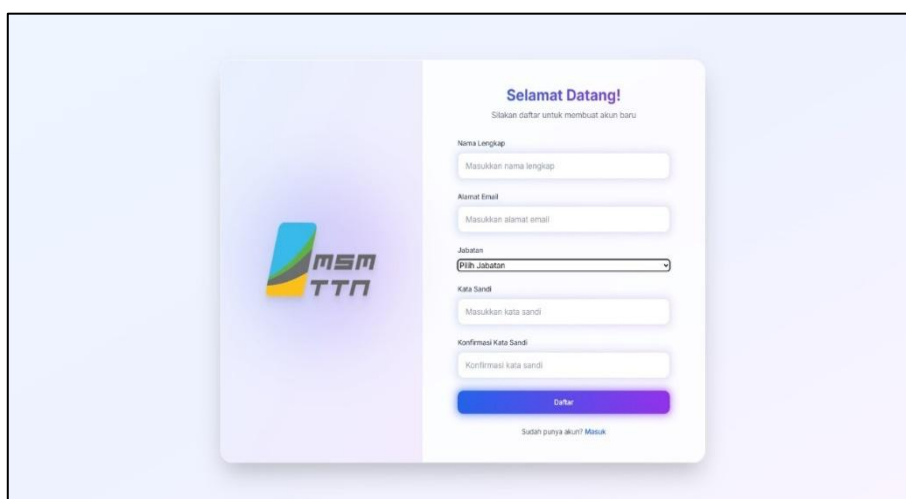 msm
TTN
Selamat Datang!
Silakan daftar untuk membuat akun baru
Nama Lengkap
Masukkan nama lengkap
Alamat Email
Masukkan alamat email
Jabatan
Pilih Jabatan
Kata Sandi
Masukkan kata sandi
Konfirmasi Kata Sandi
Konfirmasi kata sandi
Daftar
Sudah punya akun? Masuk